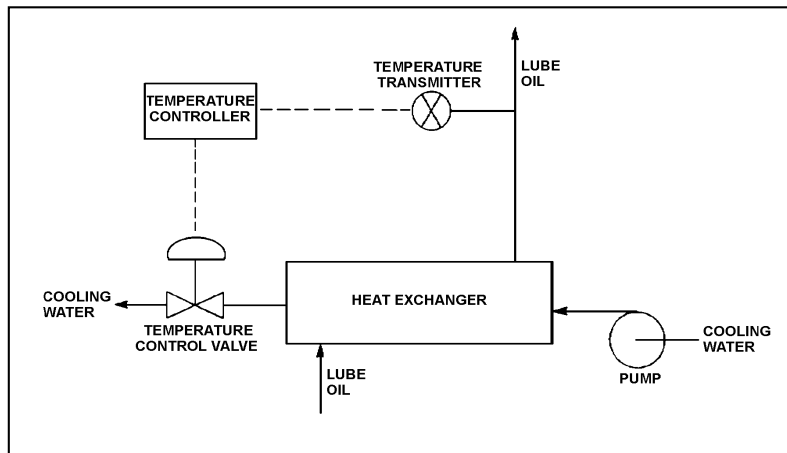 LUBE
OIL
TEMPERATURE
TRANSMITTER
TEMPERATURE
CONTROLLER
HEAT EXCHANGER
COOLING
WATER
TEMPERATURE
CONTROL VALVE
COOLING
WATER
PUMP
LUBE
OIL